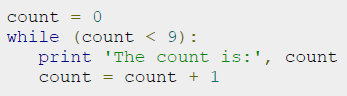 count = 0
while (count < 9):
   print 'The count is:', count
   count = count + 1